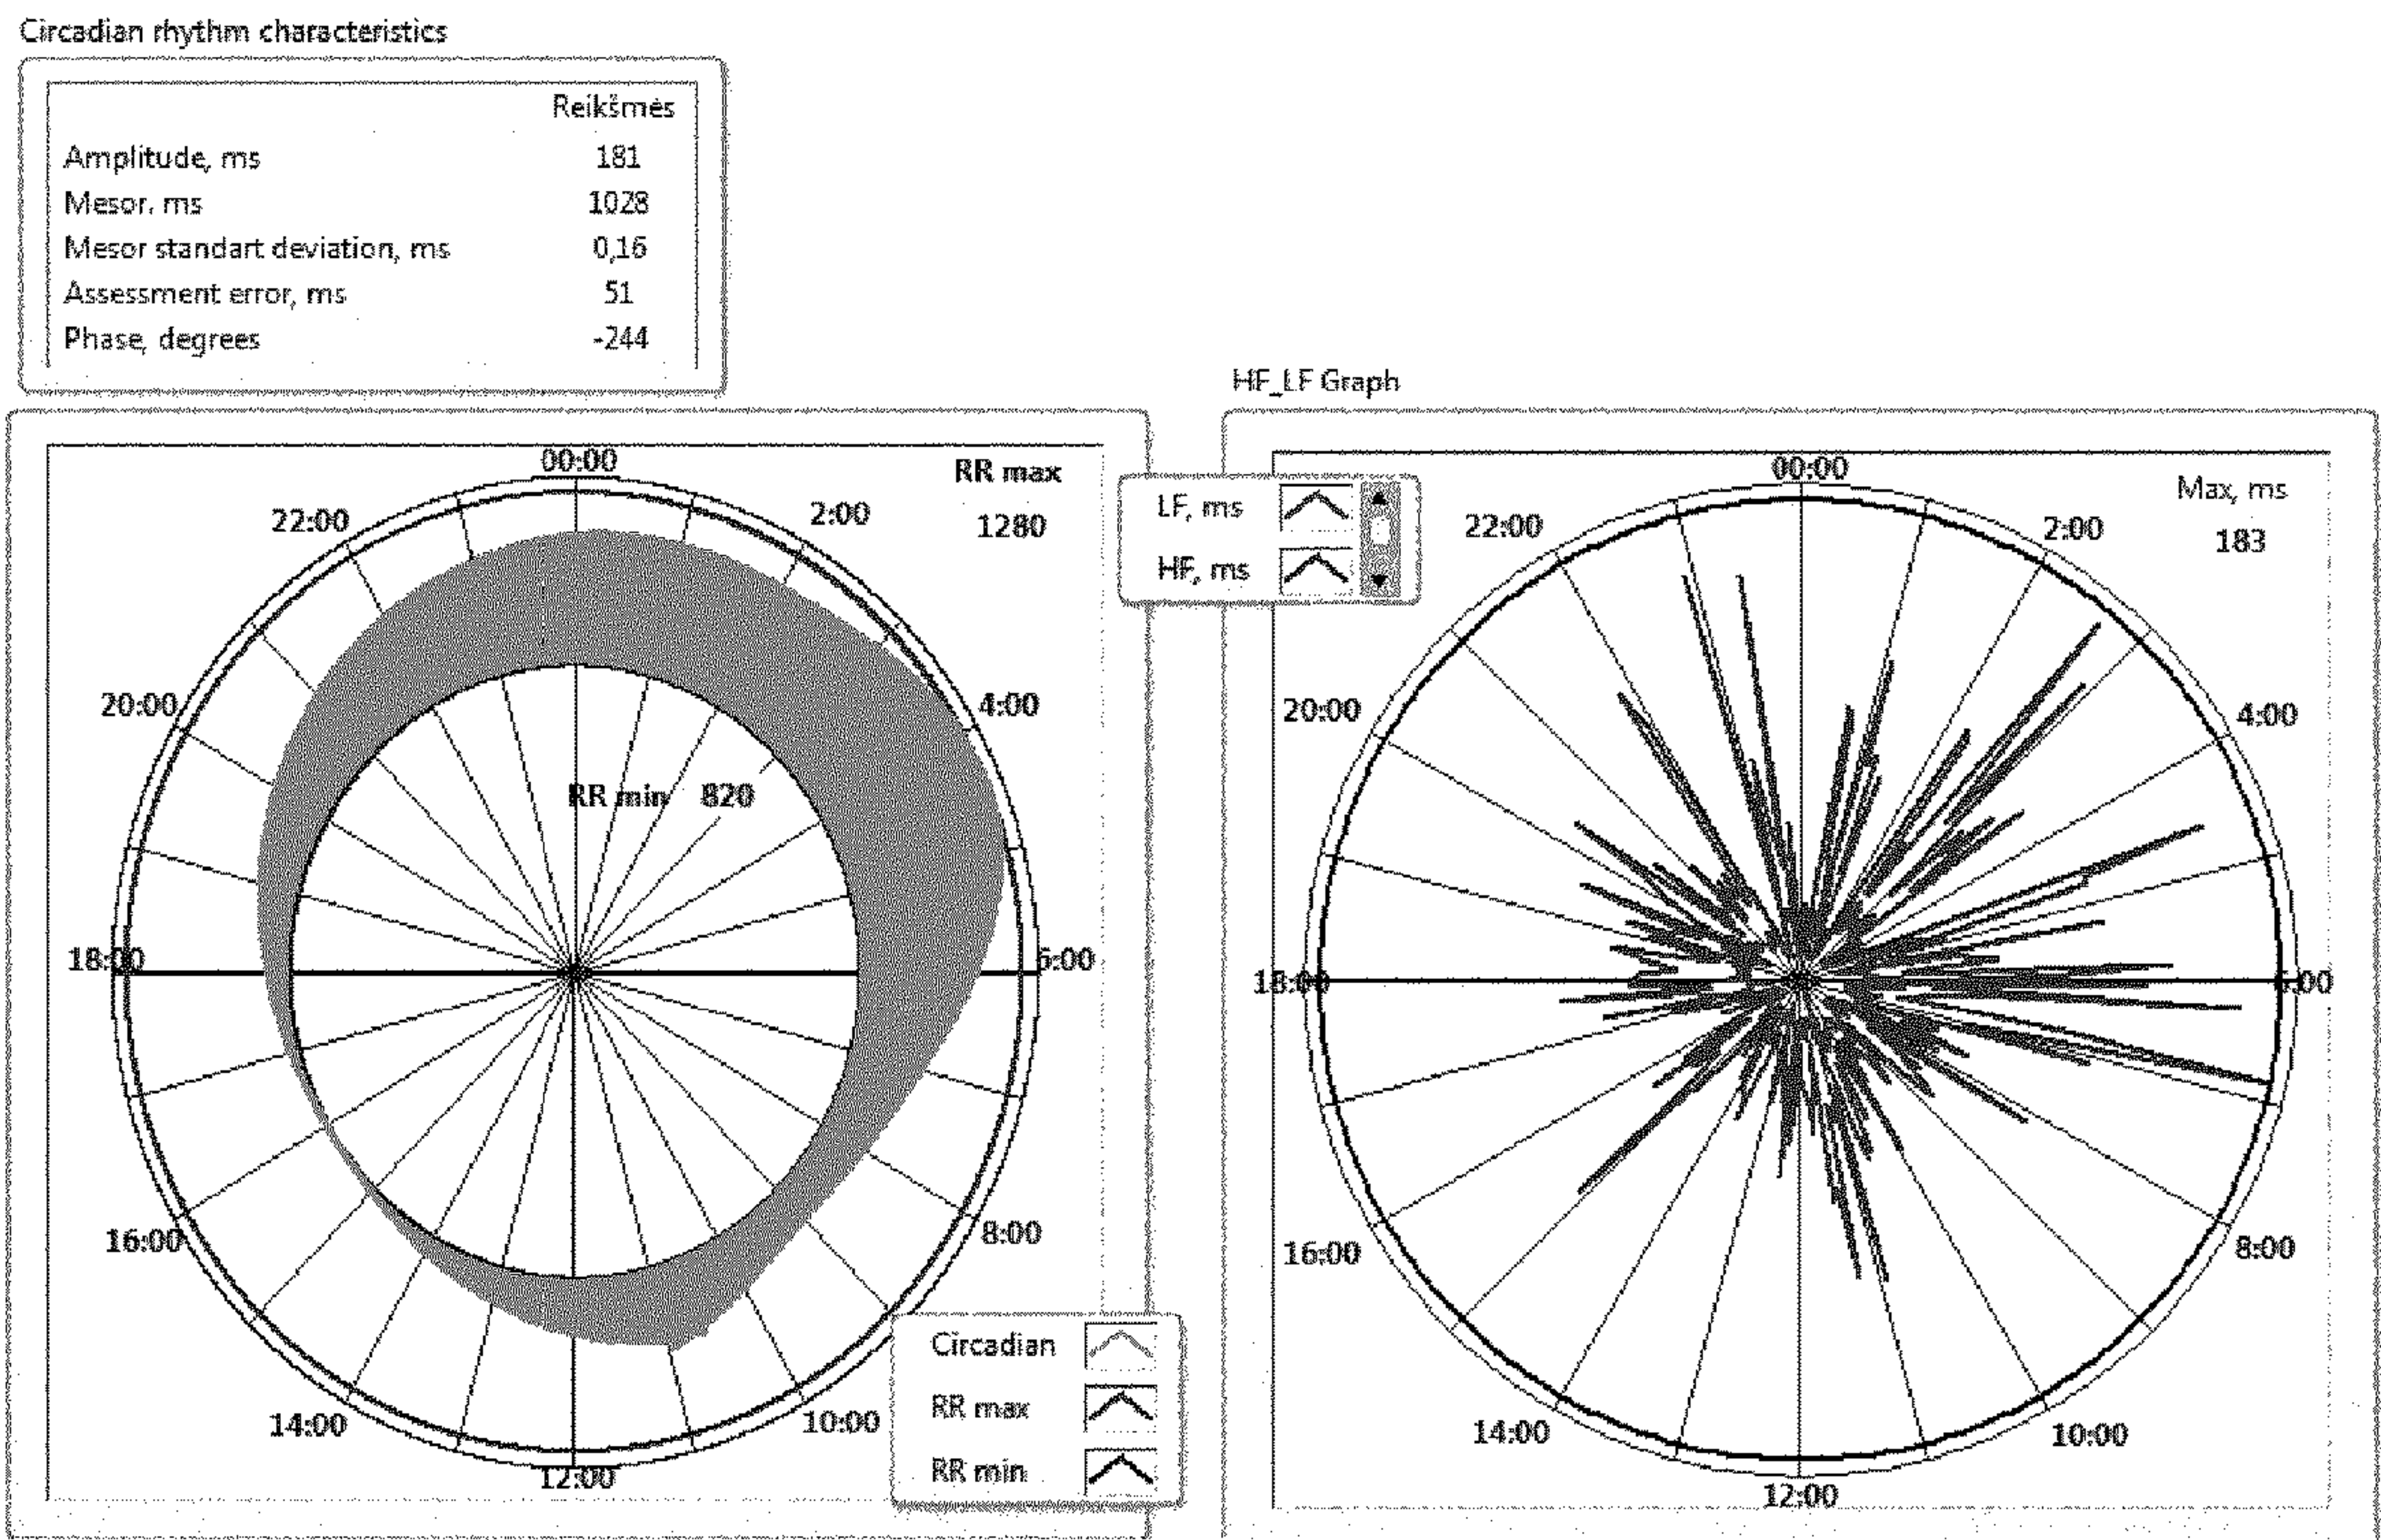 Circadian rhythm characteristics
Reikšmės
Amplitude, ms 181
Mesor. ms 1028
Mesor standart deviation, ms 0,16
Assessment error, ms 51
Phase, degrees -244
00:00
RR max
1280
22:00
2:00
20:00
4:00
RR min 820
18:00
6:00
16:00
8:00
14:00
10:00
12:00
Circadian
RR max
RR min
HF_LF Graph
LF, ms
HF, ms
00:00
Max, ms
183
22:00
2:00
20:00
4:00
18:00
6:00
16:00
8:00
14:00
10:00
12:00